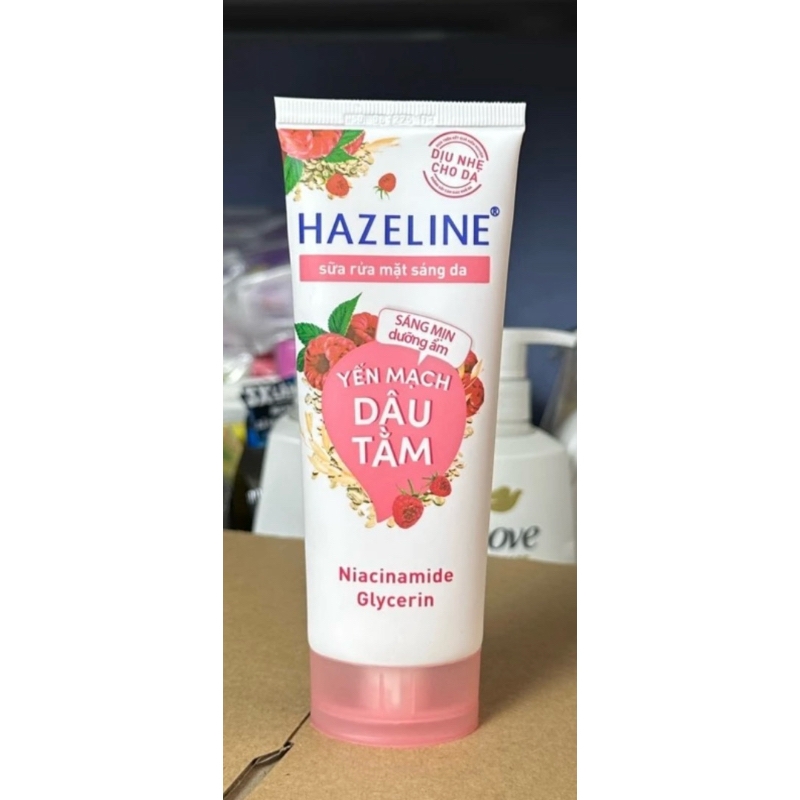 DỊU NHẸ
CHO DA
HAZELINE®
sữa rửa mặt sáng da
SÁNG MỊN
dưỡng ẩm
YẾN MẠCH
DÂU
TẰM
Niacinamide
Glycerin
ove